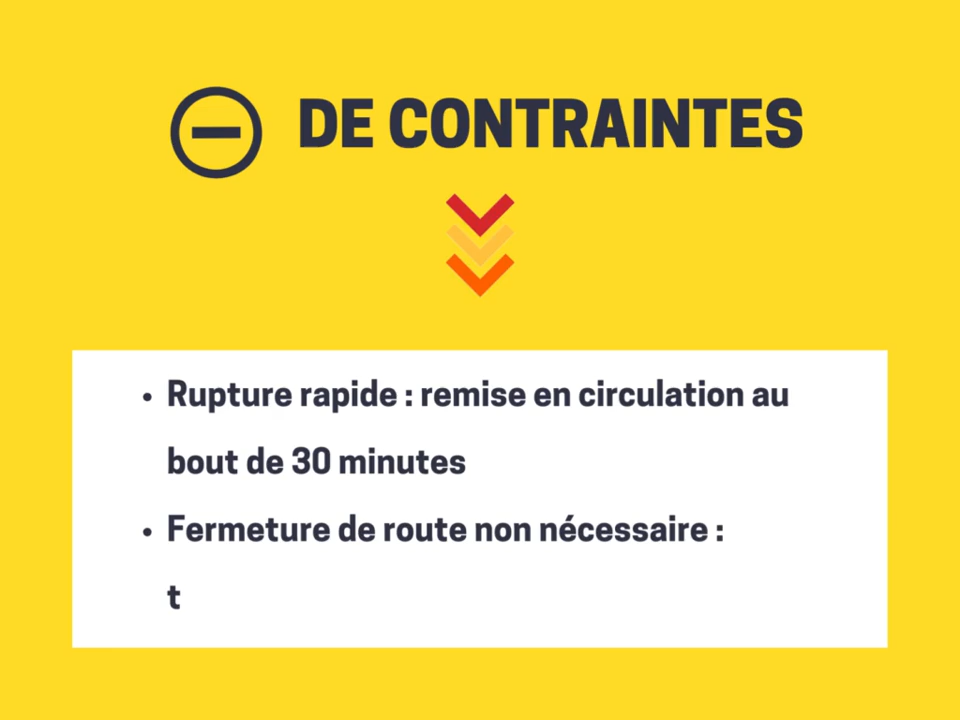 DE CONTRAINTES
• Rupture rapide : remise en circulation au
bout de 30 minutes
• Fermeture de route non nécessaire :
t